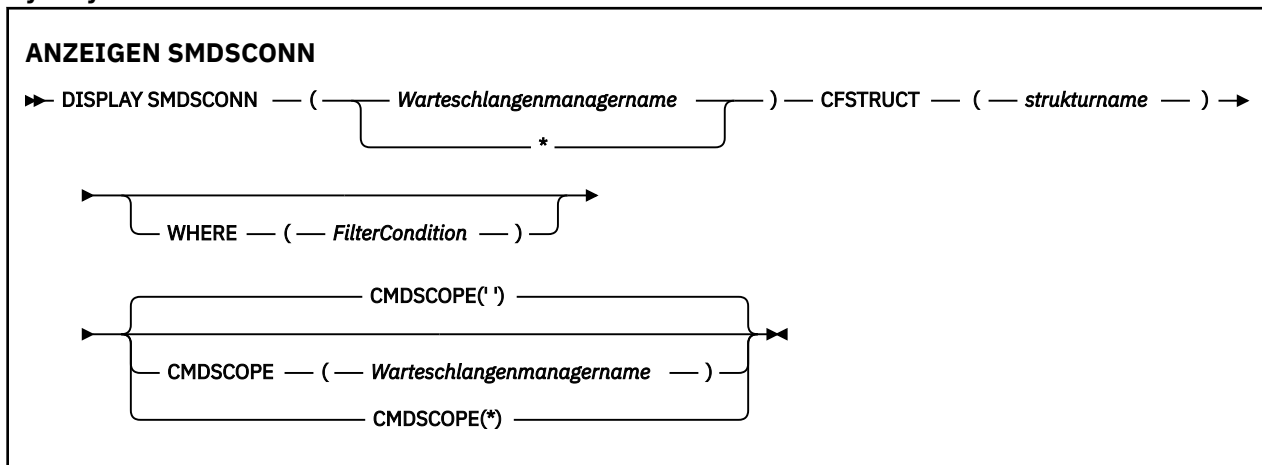 ANZEIGEN SMDSCONN
DISPLAY SMDSCONN ( Warteschlangenmanagername ) CFSTRUCT ( strukturname )
*
WHERE ( FilterCondition )
CMDSCOPE(' ')
CMDSCOPE ( Warteschlangenmanagername )
CMDSCOPE(*)